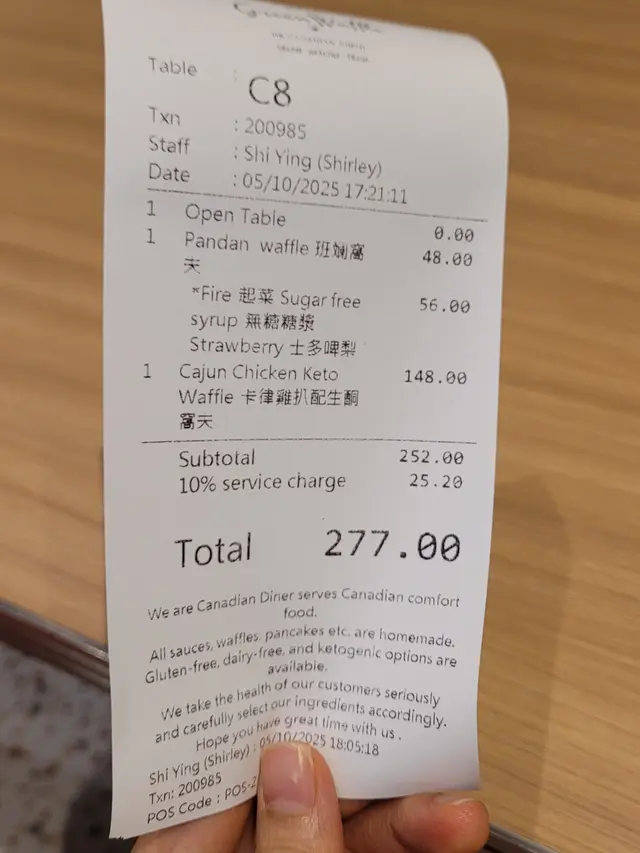 Table :
C8
Txn : 200985
Staff : Shi Ying (Shirley)
Date : 05/10/2025 17:21:11
1 Open Table 0.00
1 Pandan waffle 班斓窩 48.00
夫
*Fire 起菜 Sugar free 56.00
syrup 無糖糖漿
Strawberry 士多啤梨
1 Cajun Chicken Keto 148.00
Waffle 卡律雞扒配生酮
窩夫
Subtotal 252.00
10% service charge 25.20
Total 277.00
We are Canadian Diner serves Canadian comfort
food.
All sauces, waffles, pancakes etc. are homemade.
Gluten-free, dairy-free, and ketogenic options are
available.
We take the health of our customers seriously
and carefully select our ingredients accordingly.
Hope you have great time with us .
Shi Ying (Shirley) : 05/10/2025 18:05:18
Txn: 200985
POS Code : POS-